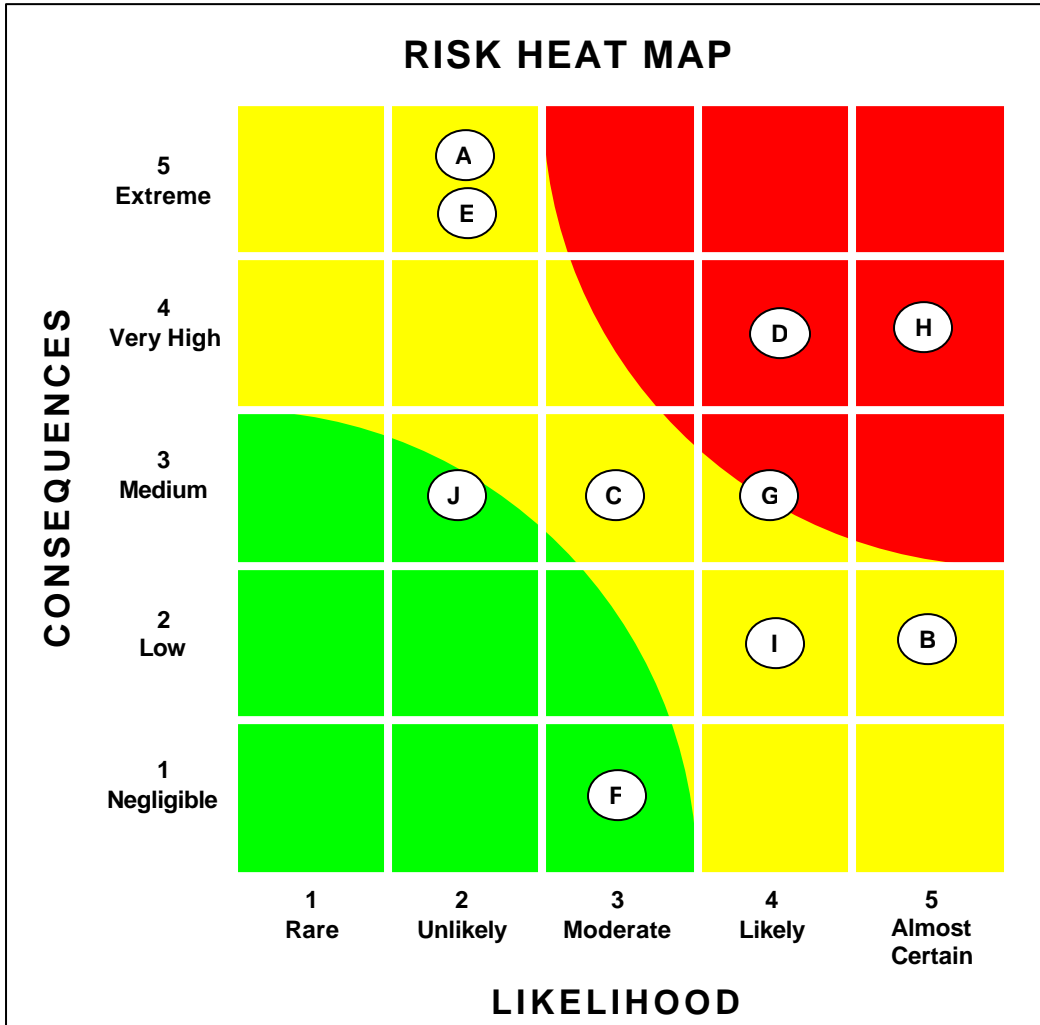 RISK HEAT MAP
CONSEQUENCES
5
Extreme
A
E
4
Very High
D
H
3
Medium
J
C
G
2
Low
I
B
1
Negligible
F
1
Rare
2
Unlikely
3
Moderate
4
Likely
5
Almost
Certain
LIKELIHOOD